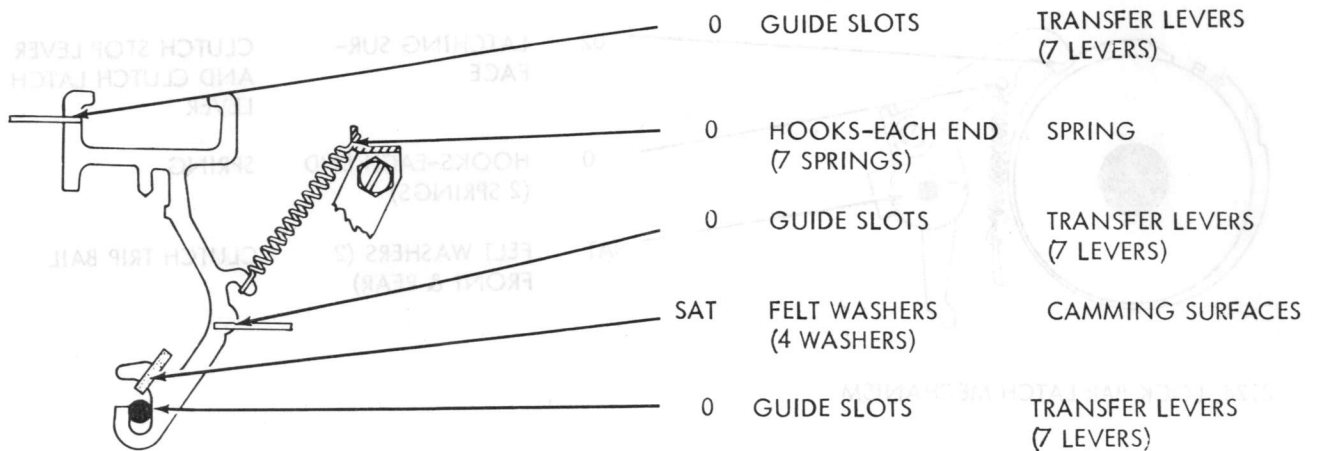 0 GUIDE SLOTS TRANSFER LEVERS
(7 LEVERS)
0 HOOKS-EACH END SPRING
(7 SPRINGS)
0 GUIDE SLOTS TRANSFER LEVERS
(7 LEVERS)
SAT FELT WASHERS CAMMING SURFACES
(4 WASHERS)
0 GUIDE SLOTS TRANSFER LEVERS
(7 LEVERS)